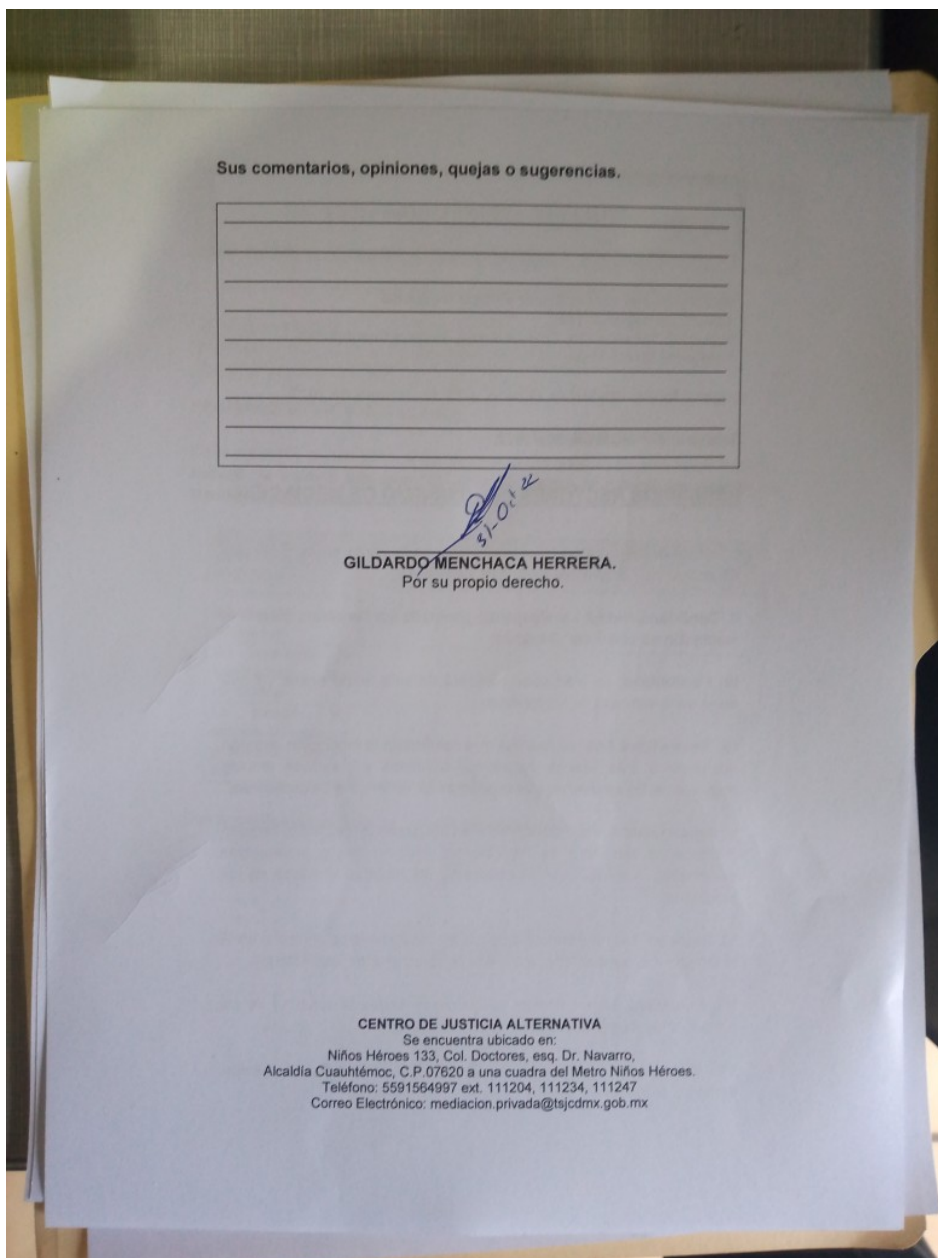 Sus comentarios, opiniones, quejas o sugerencias.
31-Oct 22
GILDARDO MENCHACA HERRERA.
Por su propio derecho.
CENTRO DE JUSTICIA ALTERNATIVA
Se encuentra ubicado en:
Niños Héroes 133, Col. Doctores, esq. Dr. Navarro,
Alcaldía Cuauhtémoc, C.P.07620 a una cuadra del Metro Niños Héroes.
Teléfono: 5591564997 ext. 111204, 111234, 111247
Correo Electrónico: mediacion.privada@tsjcdmx.gob.mx